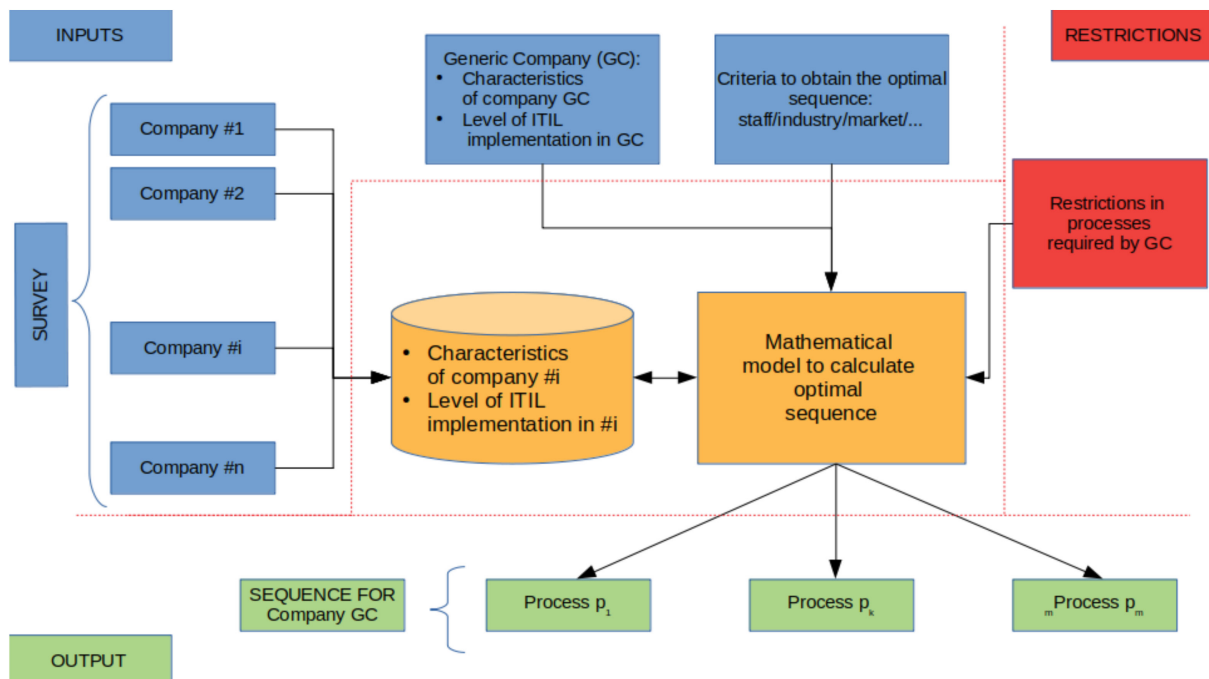 INPUTS
RESTRICTIONS
Generic Company (GC):
• Characteristics
of company GC
• Level of ITIL
implementation in GC
Criteria to obtain the optimal
sequence:
staff/industry/market/...
Company #1
Company #2
Restrictions in
processes
required by GC
SURVEY
Company #i
Company #n
• Characteristics
of company #i
• Level of ITIL
implementation in #i
Mathematical
model to calculate
optimal
sequence
SEQUENCE FOR
Company GC
Process p₁
Process pₖ
ₘProcess pₘ
OUTPUT